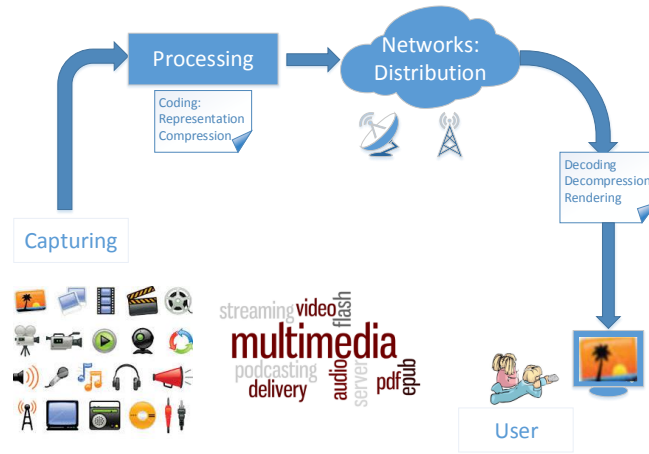 Processing
Networks:
Distribution
Coding:
Representation
Compression
Decoding
Decompression
Rendering
Capturing
streaming video flash
multimedia
podcasting
delivery audio server pdf epub
User